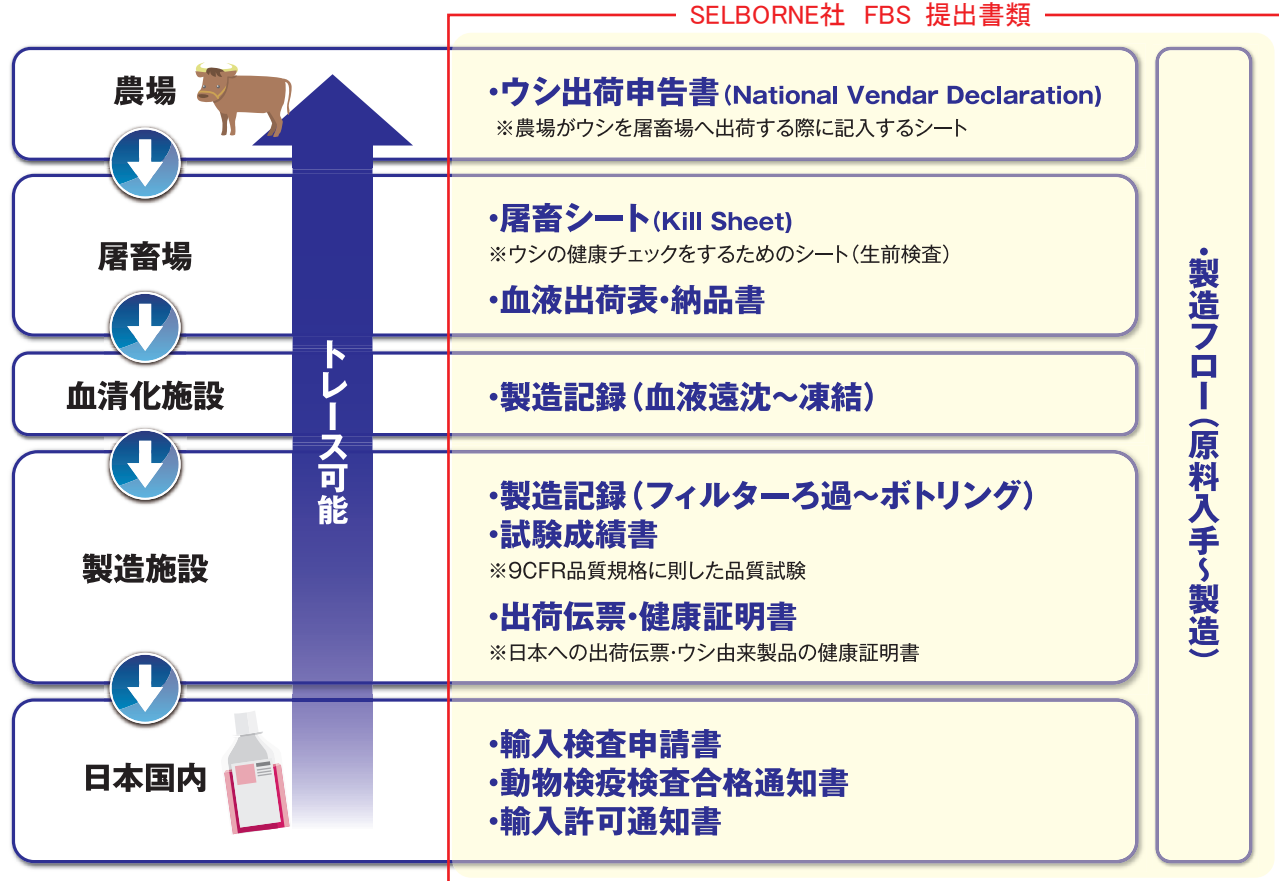 SELBORNE社 FBS 提出書類
農場
・ウシ出荷申告書(National Vendar Declaration)
※農場がウシを屠畜場へ出荷する際に記入するシート
屠畜場
・屠畜シート(Kill Sheet)
※ウシの健康チェックをするためのシート(生前検査)
・血液出荷表・納品書
血清化施設
・製造記録(血液遠沈~凍結)
製造施設
・製造記録(フィルターろ過~ボトリング)
・試験成績書
※9CFR品質規格に則した品質試験
・出荷伝票・健康証明書
※日本への出荷伝票・ウシ由来製品の健康証明書
日本国内
・輸入検査申請書
・動物検疫検査合格通知書
・輸入許可通知書
トレース可能
・製造フロー(原料入手~製造)